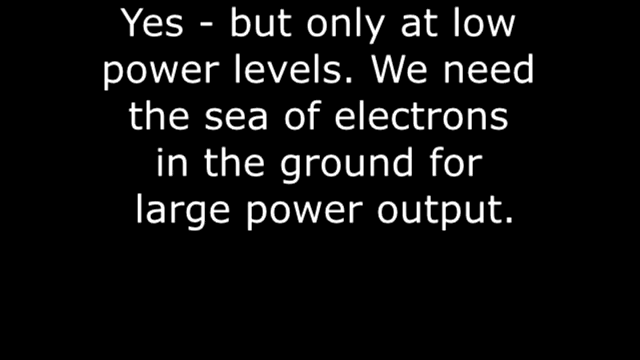 Yes - but only at low
power levels. We need
the sea of electrons
in the ground for
large power output.